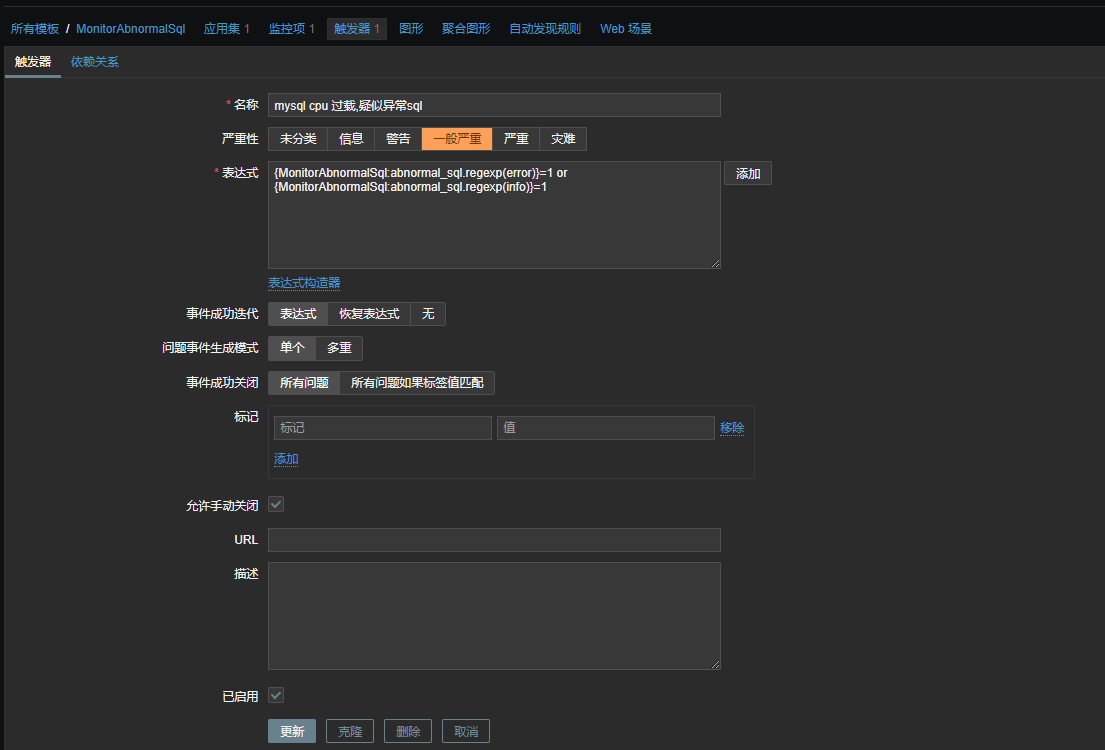 所有模板 / MonitorAbnormalSql 应用集 1 监控项 1 触发器 1 图形 聚合图形 自动发现规则 Web 场景
触发器 依赖关系
* 名称 mysql cpu 过载,疑似异常sql
严重性 未分类 信息 警告 一般严重 严重 灾难
* 表达式 {MonitorAbnormalSql:abnormal_sql.regexp(error)}=1 or 添加
{MonitorAbnormalSql:abnormal_sql.regexp(info)}=1
表达式构造器
事件成功迭代 表达式 恢复表达式 无
问题事件生成模式 单个 多重
事件成功关闭 所有问题 所有问题如果标签值匹配
标记 标记 值 移除
添加
允许手动关闭
URL
描述
已启用
更新 克隆 删除 取消